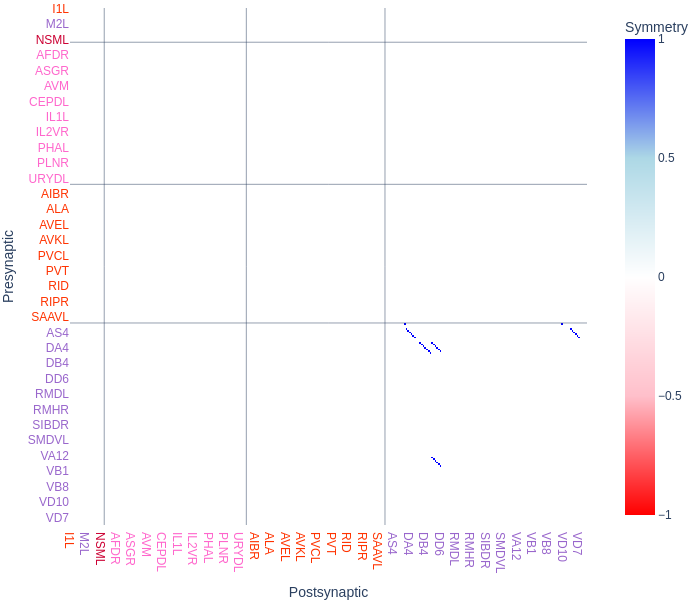 Symmetry
1
0.5
0
−0.5
−1
Presynaptic
I1L
M2L
NSML
AFDR
ASGR
AVM
CEPDL
IL1L
IL2VR
PHAL
PLNR
URYDL
AIBR
ALA
AVEL
AVKL
PVCL
PVT
RID
RIPR
SAAVL
AS4
DA4
DB4
DD6
RMDL
RMHR
SIBDR
SMDVL
VA12
VB1
VB8
VD10
VD7
I1L
M2L
NSML
AFDR
ASGR
AVM
CEPDL
IL1L
IL2VR
PHAL
PLNR
URYDL
AIBR
ALA
AVEL
AVKL
PVCL
PVT
RID
RIPR
SAAVL
AS4
DA4
DB4
DD6
RMDL
RMHR
SIBDR
SMDVL
VA12
VB1
VB8
VD10
VD7
Postsynaptic